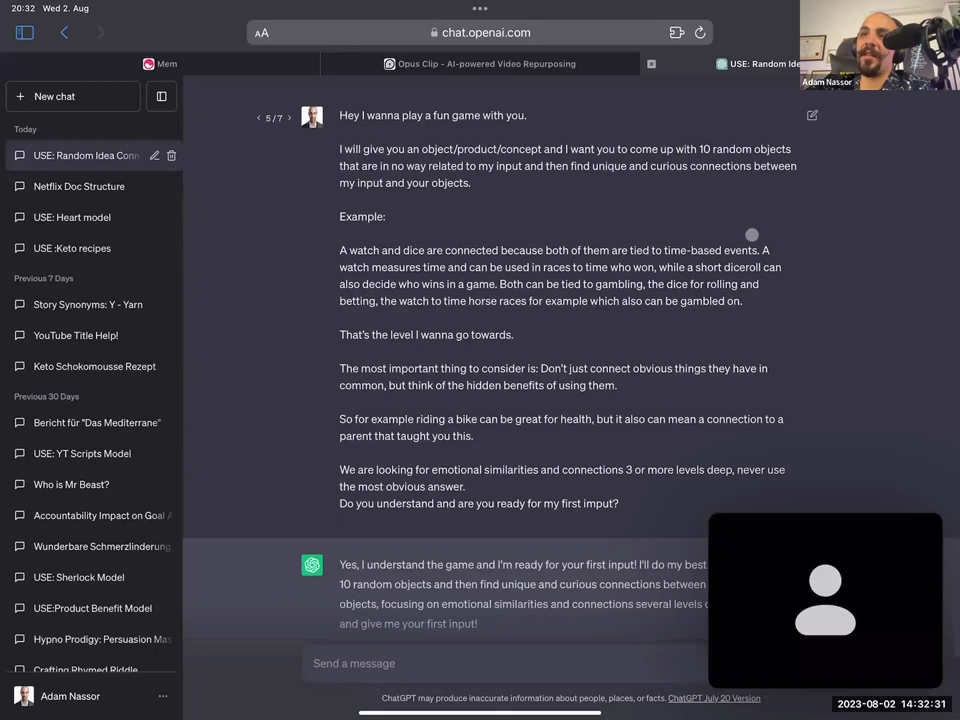 20:32 Wed 2. Aug
AA chat.openai.com
Mem
Opus Clip - AI-powered Video Repurposing
USE: Random Ide
Adam Nassor
New chat
Today
USE: Random Idea Conn
Netflix Doc Structure
USE: Heart model
USE :Keto recipes
Previous 7 Days
Story Synonyms: Y - Yarn
YouTube Title Help!
Keto Schokomousse Rezept
Previous 30 Days
Bericht für "Das Mediterrane"
USE: YT Scripts Model
Who is Mr Beast?
Accountability Impact on Goal A
Wunderbare Schmerzlinderung
USE: Sherlock Model
USE:Product Benefit Model
Hypno Prodigy: Persuasion Mas
Crafting Rhymed Riddle
Adam Nassor
5/7
Hey I wanna play a fun game with you.
I will give you an object/product/concept and I want you to come up with 10 random objects
that are in no way related to my input and then find unique and curious connections between
my input and your objects.
Example:
A watch and dice are connected because both of them are tied to time-based events. A
watch measures time and can be used in races to time who won, while a short diceroll can
also decide who wins in a game. Both can be tied to gambling, the dice for rolling and
betting, the watch to time horse races for example which also can be gambled on.
That's the level I wanna go towards.
The most important thing to consider is: Don't just connect obvious things they have in
common, but think of the hidden benefits of using them.
So for example riding a bike can be great for health, but it also can mean a connection to a
parent that taught you this.
We are looking for emotional similarities and connections 3 or more levels deep, never use
the most obvious answer.
Do you understand and are you ready for my first imput?
Yes, I understand the game and I'm ready for your first input! I'll do my best
10 random objects and then find unique and curious connections between
objects, focusing on emotional similarities and connections several levels
and give me your first input!
Send a message
ChatGPT may produce inaccurate information about people, places, or facts. ChatGPT July 20 Version
2023-08-02 14:32:31